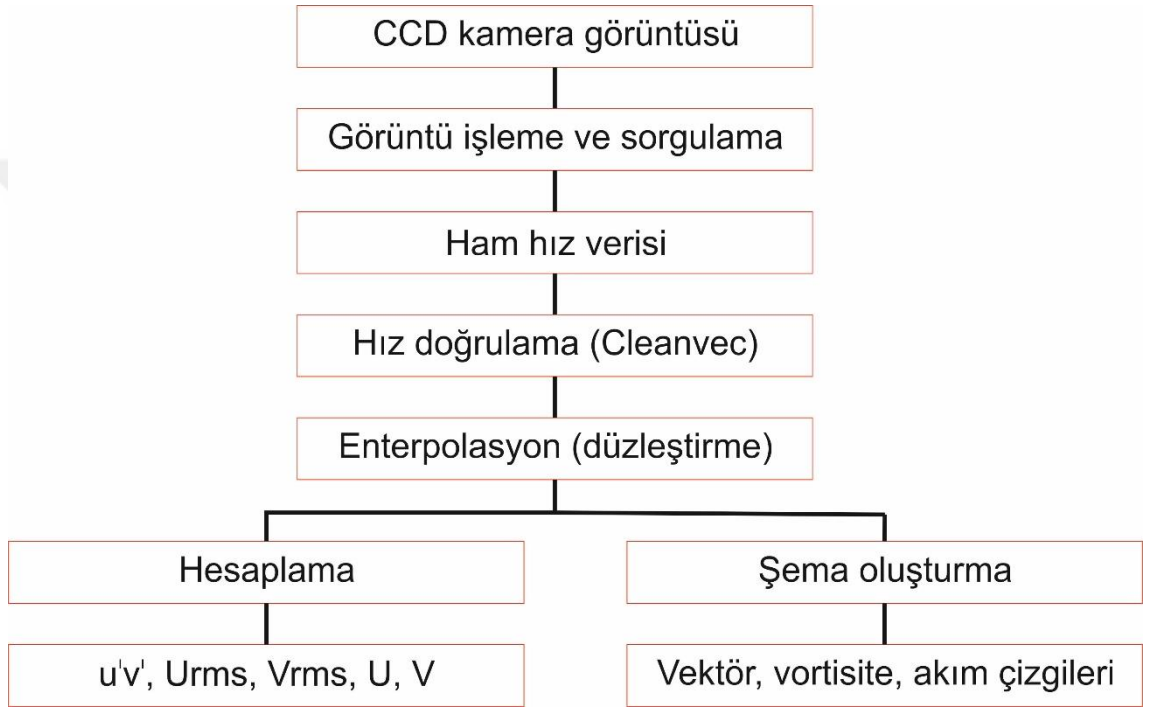 CCD kamera görüntüsü
Görüntü işleme ve sorgulama
Ham hız verisi
Hız doğrulama (Cleanvec)
Enterpolasyon (düzleştirme)
Hesaplama
Şema oluşturma
u'v', Urms, Vrms, U, V
Vektör, vortisite, akım çizgileri